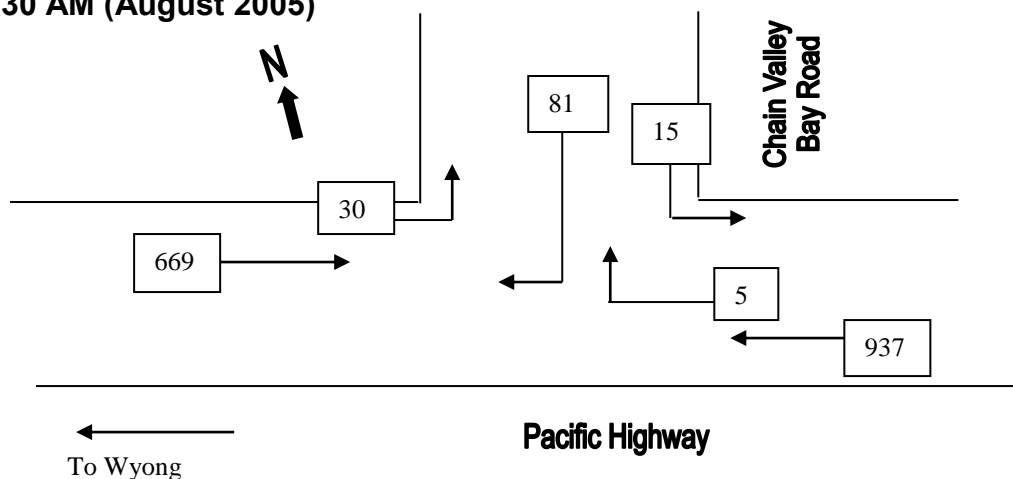 30 AM (August 2005)
N
Chain Valley
Bay Road
81
15
30
669
5
937
Pacific Highway
To Wyong